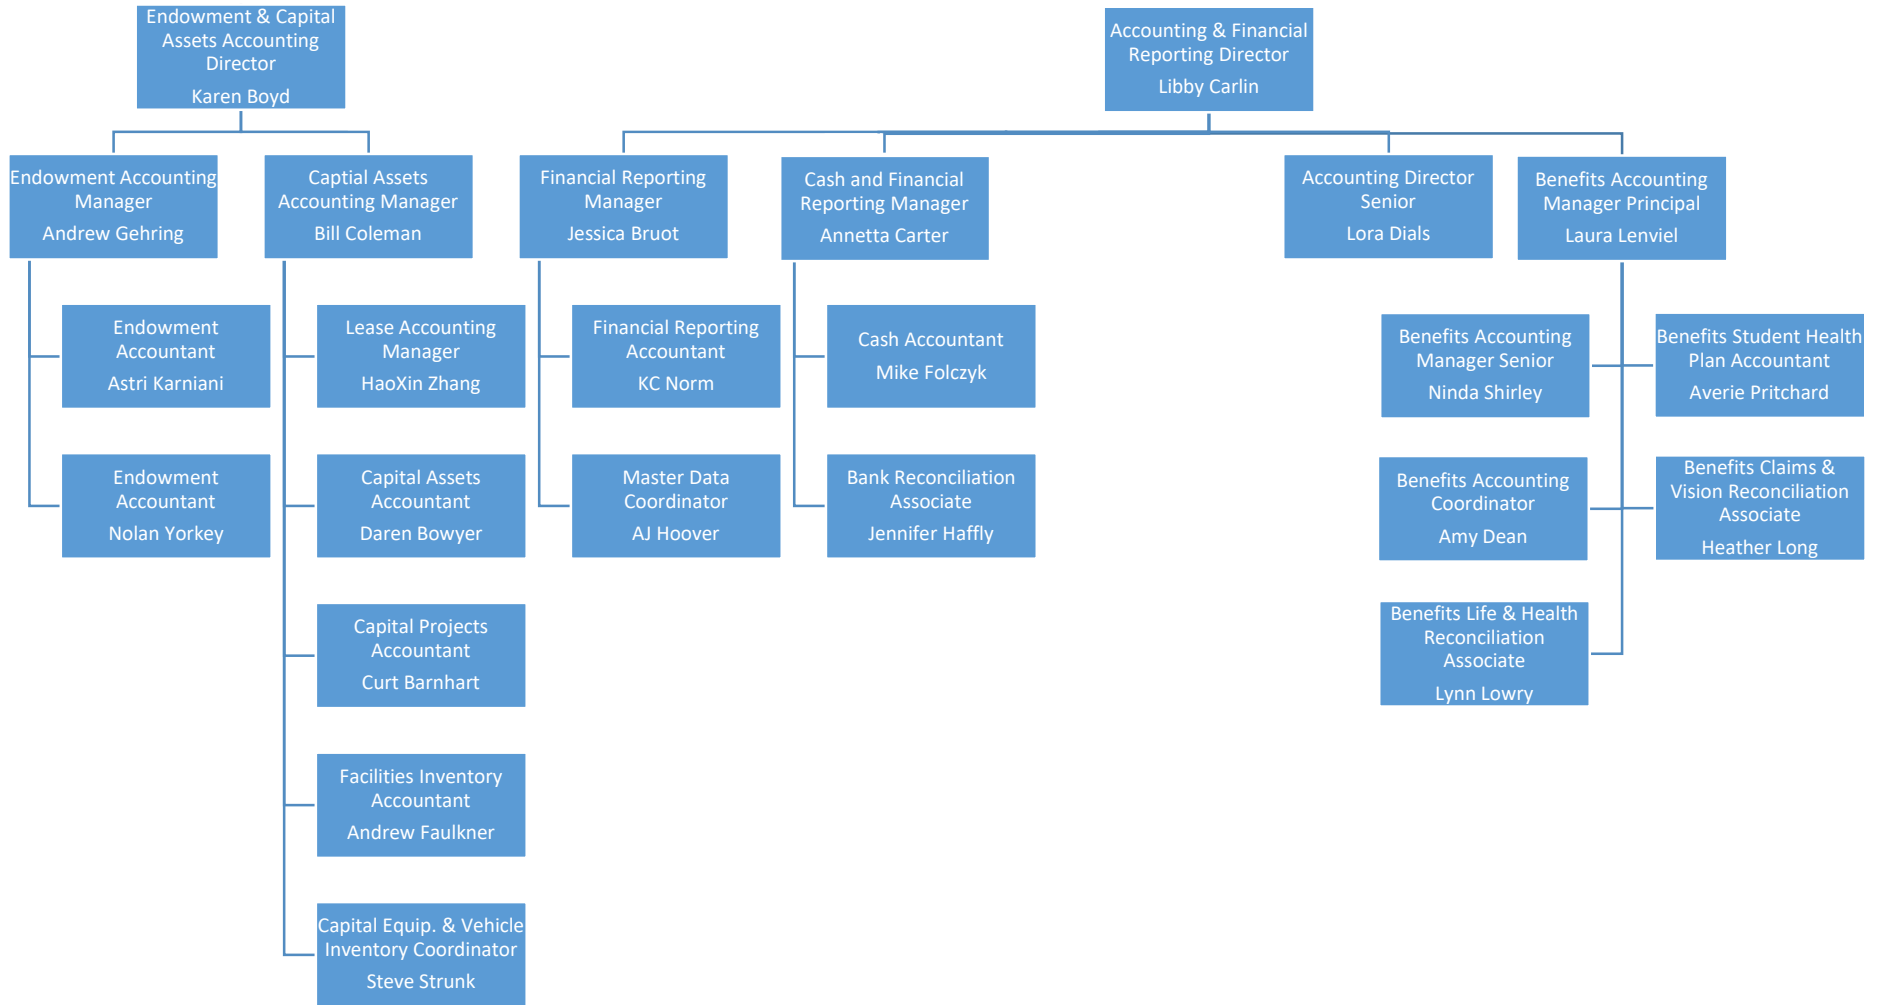 Endowment & Capital
Assets Accounting
Director
Karen Boyd
Accounting & Financial
Reporting Director
Libby Carlin
Endowment Accounting
Manager
Andrew Gehring
Captial Assets
Accounting Manager
Bill Coleman
Financial Reporting
Manager
Jessica Bruot
Cash and Financial
Reporting Manager
Annetta Carter
Accounting Director
Senior
Lora Dials
Benefits Accounting
Manager Principal
Laura Lenviel
Endowment
Accountant
Astri Karniani
Lease Accounting
Manager
HaoXin Zhang
Financial Reporting
Accountant
KC Norm
Cash Accountant
Mike Folczyk
Benefits Accounting
Manager Senior
Ninda Shirley
Benefits Student Health
Plan Accountant
Averie Pritchard
Endowment
Accountant
Nolan Yorkey
Capital Assets
Accountant
Daren Bowyer
Master Data
Coordinator
AJ Hoover
Bank Reconciliation
Associate
Jennifer Haffly
Benefits Accounting
Coordinator
Amy Dean
Benefits Claims &
Vision Reconciliation
Associate
Heather Long
Capital Projects
Accountant
Curt Barnhart
Benefits Life & Health
Reconciliation
Associate
Lynn Lowry
Facilities Inventory
Accountant
Andrew Faulkner
Capital Equip. & Vehicle
Inventory Coordinator
Steve Strunk